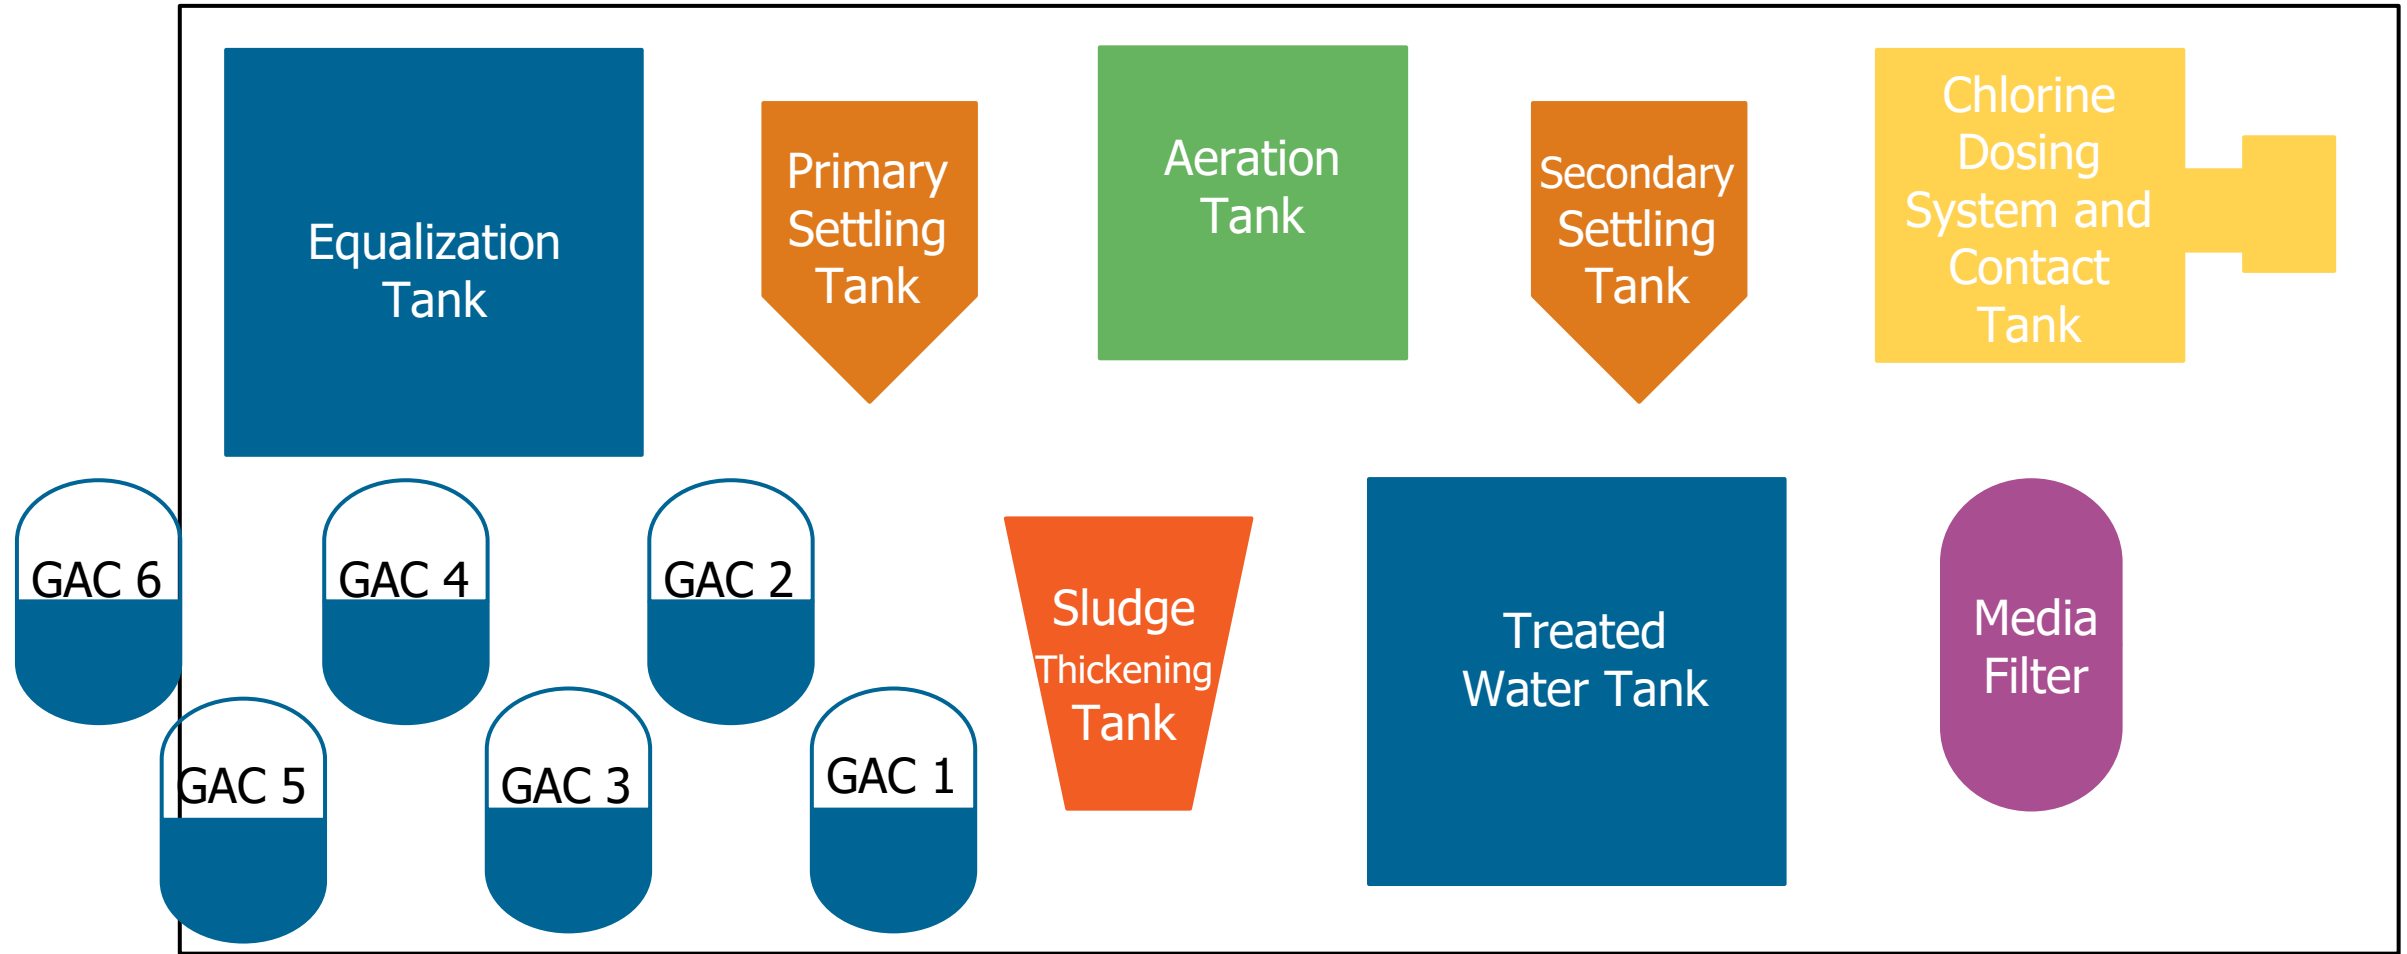 Equalization
Tank
Primary
Settling
Tank
Aeration
Tank
Secondary
Settling
Tank
Chlorine
Dosing
System and
Contact
Tank
GAC 6
GAC 4
GAC 2
GAC 5
GAC 3
GAC 1
Sludge
Thickening
Tank
Treated
Water Tank
Media
Filter